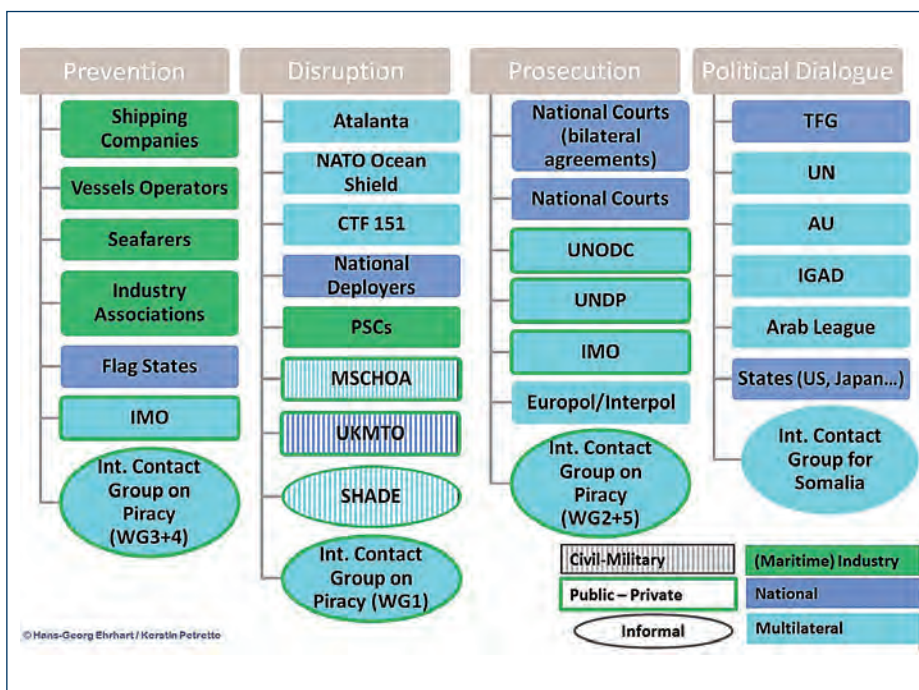 Prevention
Shipping
Companies
Vessels Operators
Seafarers
Industry
Associations
Flag States
IMO
Int. Contact
Group on
Piracy
(WG3+4)
Disruption
Atalanta
NATO Ocean
Shield
CTF 151
National
Deployers
PSCs
MSCHOA
UKMTO
SHADE
Int. Contact
Group on
Piracy (WG1)
Prosecution
National Courts
(bilateral
agreements)
National Courts
UNODC
UNDP
IMO
Europol/Interpol
Int. Contact
Group on
Piracy
(WG2+5)
Political Dialogue
TFG
UN
AU
IGAD
Arab League
States (US, Japan...)
Int. Contact
Group for
Somalia
Civil-Military
Public – Private
Informal
(Maritime) Industry
National
Multilateral
© Hans-Georg Ehrhart / Kerstin Petretto